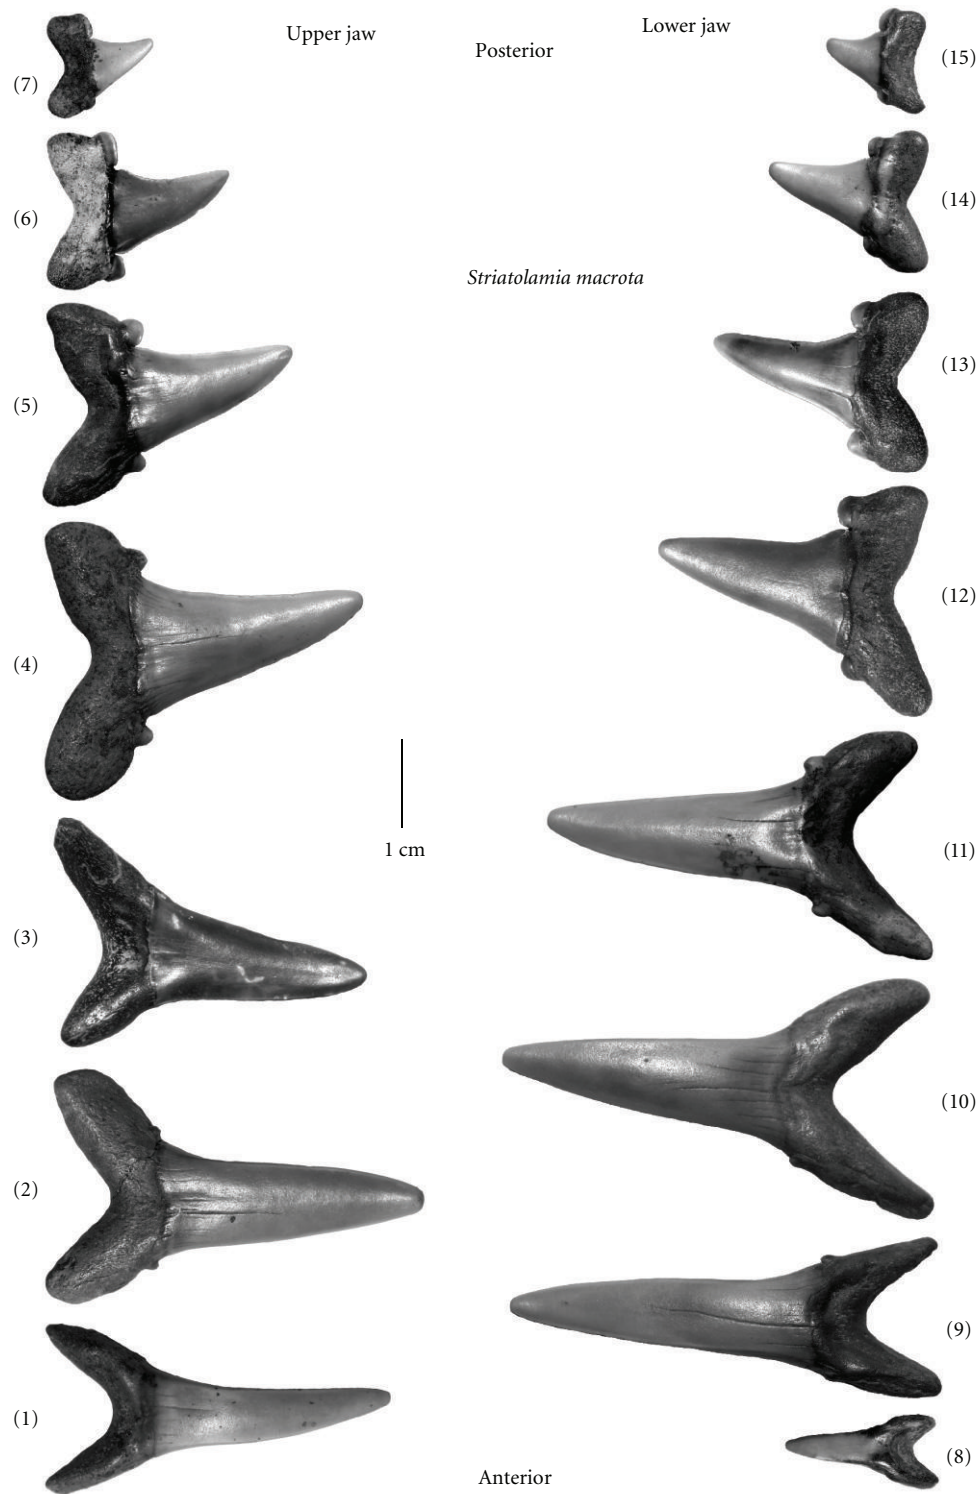 Upper jaw
Lower jaw
Posterior
(7)
(15)
(6)
(14)
Striatolamia macrota
(5)
(13)
(4)
(12)
1 cm
(3)
(11)
(2)
(10)
(1)
(9)
(8)
Anterior